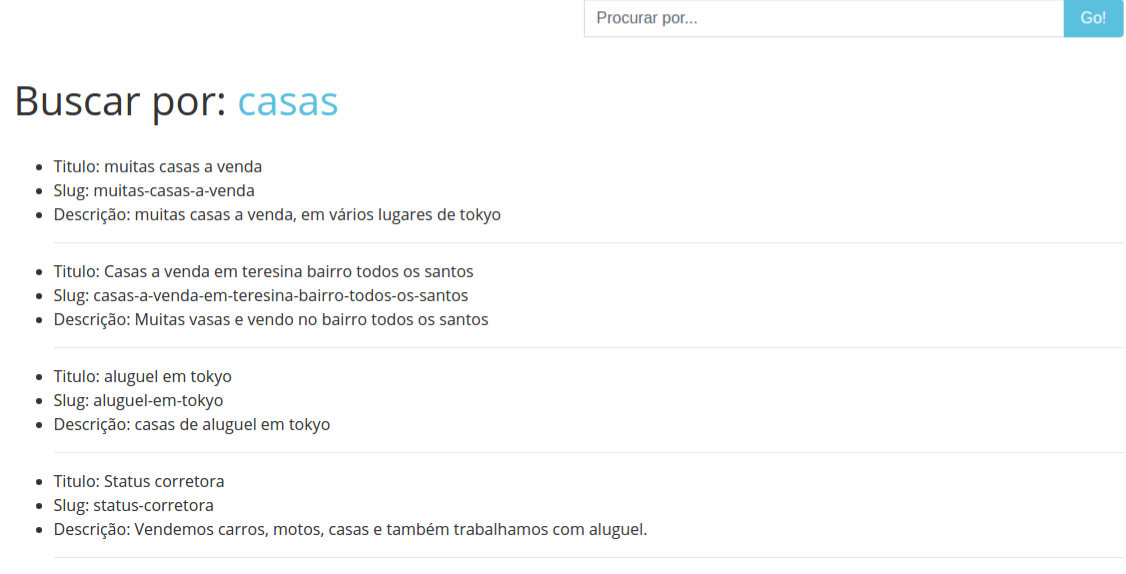 Procurar por... Go!
Buscar por: casas
Titulo: muitas casas a venda
Slug: muitas-casas-a-venda
Descrição: muitas casas a venda, em vários lugares de tokyo
Titulo: Casas a venda em teresina bairro todos os santos
Slug: casas-a-venda-em-teresina-bairro-todos-os-santos
Descrição: Muitas vasas e vendo no bairro todos os santos
Titulo: aluguel em tokyo
Slug: aluguel-em-tokyo
Descrição: casas de aluguel em tokyo
Titulo: Status corretora
Slug: status-corretora
Descrição: Vendemos carros, motos, casas e também trabalhamos com aluguel.